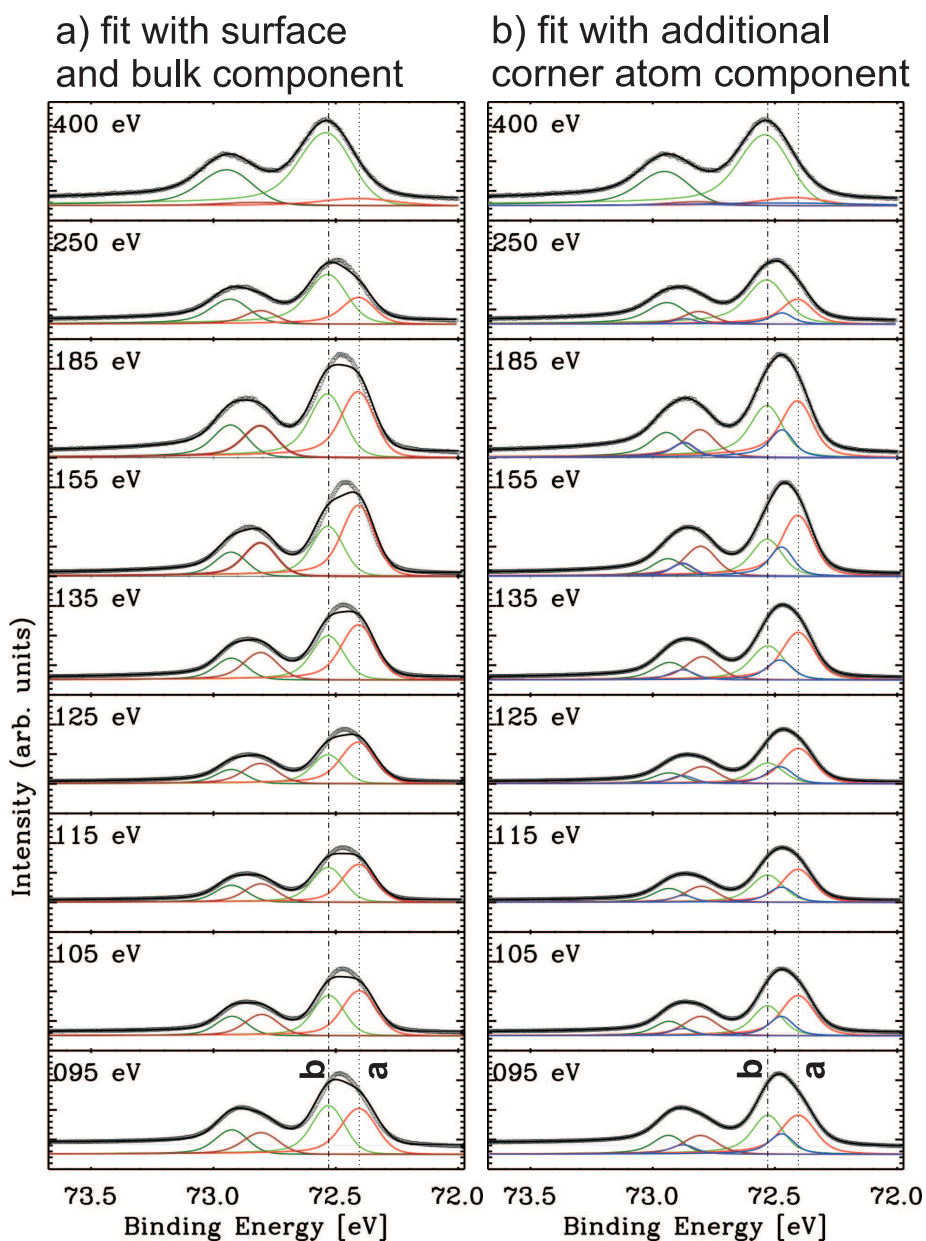 a) fit with surface
and bulk component
b) fit with additional
corner atom component
400 eV
250 eV
185 eV
155 eV
135 eV
125 eV
115 eV
105 eV
095 eV
b
a
400 eV
250 eV
185 eV
155 eV
135 eV
125 eV
115 eV
105 eV
095 eV
b
a
Intensity (arb. units)
73.5 73.0 72.5 72.0
73.5 73.0 72.5 72.0
Binding Energy [eV]
Binding Energy [eV]